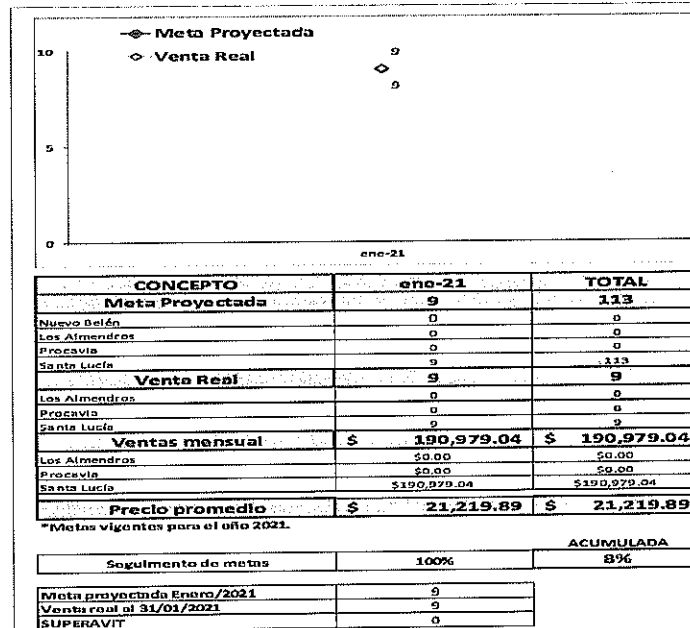 Meta Proyectada
Venta Real
10
5
0
9
9
ene-21
CONCEPTO ene-21 TOTAL
Meta Proyectada 9 113
Nuevo Belén 0 0
Los Almendros 0 0
Procavia 0 0
Santa Lucía 9 113
Venta Real 9 9
Los Almendros 0 0
Procavia 0 0
Santa Lucía 9 9
Ventas mensual $ 190,979.04 $ 190,979.04
Los Almendros $0.00 $0.00
Procavia $0.00 $0.00
Santa Lucía $190,979.04 $190,979.04
Precio promedio $ 21,219.89 $ 21,219.89
*Metas vigentes para el año 2021.
ACUMULADA
Seguimento de metas 100% 8%
Meta proyectada Enero/2021 9
Venta real al 31/01/2021 9
SUPERAVIT 0